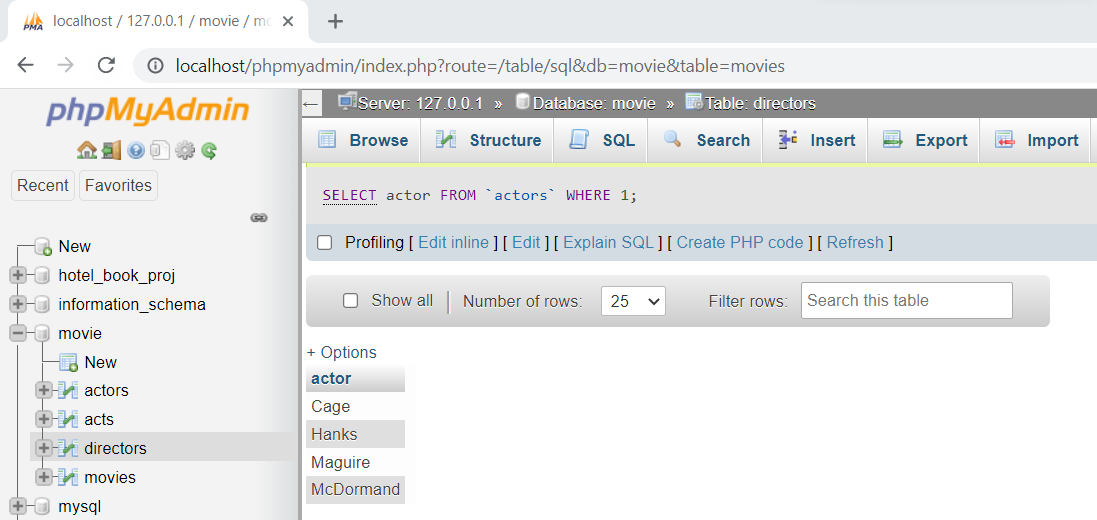 PMA localhost / 127.0.0.1 / movie / mo
localhost/phpmyadmin/index.php?route=/table/sql&db=movie&table=movies
phpMyAdmin
Recent Favorites
New
hotel_book_proj
information_schema
movie
New
actors
acts
directors
movies
mysql
Server: 127.0.0.1 » Database: movie » Table: directors
Browse Structure SQL Search Insert Export Import
SELECT actor FROM `actors` WHERE 1;
Profiling [ Edit inline ] [ Edit ] [ Explain SQL ] [ Create PHP code ] [ Refresh ]
Show all Number of rows: 25 Filter rows: Search this table
+ Options
actor
Cage
Hanks
Maguire
McDormand